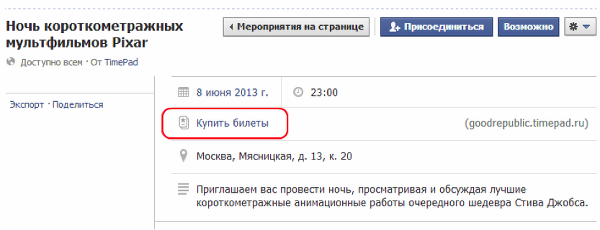 Ночь короткометражных
мультфильмов Pixar
Мероприятия на странице
Присоединиться
Возможно
Доступно всем · От TimePad
Экспорт · Поделиться
8 июня 2013 г.
23:00
Купить билеты
(goodrepublic.timepad.ru)
Москва, Мясницкая, д. 13, к. 20
Приглашаем вас провести ночь, просматривая и обсуждая лучшие
короткометражные анимационные работы очередного шедевра Стива Джобса.